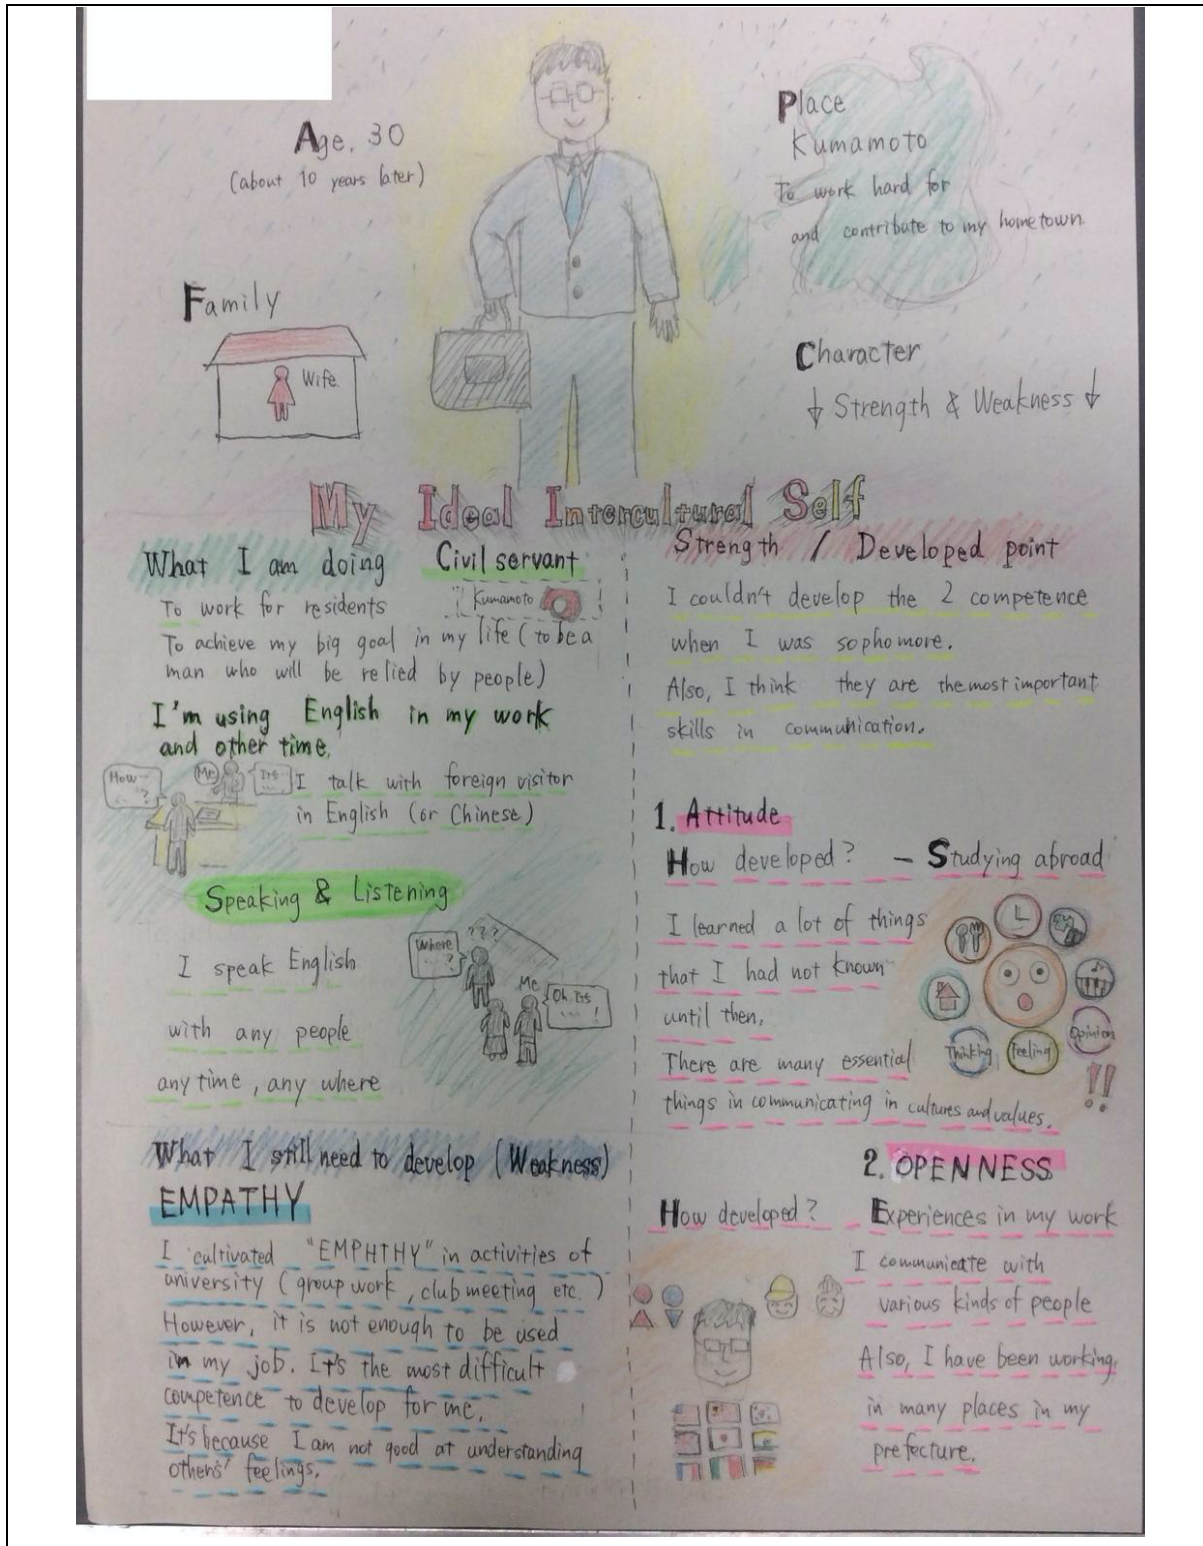 Age. 30
(about 10 years later)
Place
Kumamoto
To work hard for
and contribute to my hometown
Family
Wife.
Character
↓ Strength & Weakness ↓
My Ideal Intercultural Self
What I am doing Civil servant
Kumamoto
To work for residents
To achieve my big goal in my life (to be a
man who will be relied by people)
I'm using English in my work
and other time.
How
...?
Me
Its
...
I talk with foreign visitor
in English (or Chinese)
Speaking & Listening
I speak English
with any people
any time, any where
???
Where
...?
Me
Oh. Its
... !
What I still need to develop (Weakness)
EMPATHY
I cultivated "EMPHTHY" in activities of
university (group work, club meeting etc.)
However, it is not enough to be used
in my job. It's the most difficult
competence to develop for me.
It's because I am not good at understanding
others' feelings.
Strength / Developed point
I couldn't develop the 2 competence
when I was sophomore.
Also, I think they are the most important
skills in communication.
1. Attitude
How developed? - Studying abroad
I learned a lot of things
that I had not known
until then,
There are many essential
things in communicating in cultures and values.
Thinking
Feeling
Opinion
!!
2. OPENNESS
How developed? - Experiences in my work
I communicate with
various kinds of people
Also, I have been working,
in many places in my
prefecture.